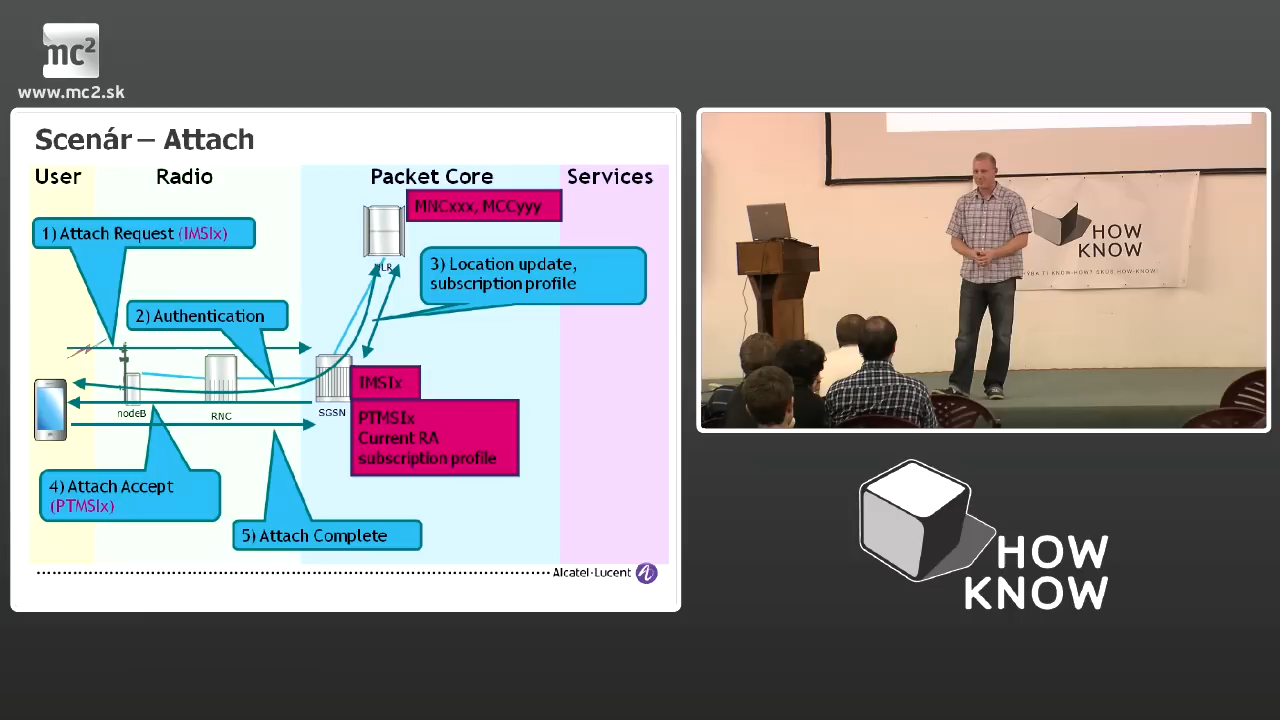 mc²
www.mc2.sk
Scenár – Attach
User
Radio
Packet Core
Services
MNCxxx, MCCyyy
1) Attach Request (IMSIx)
3) Location update,
subscription profile
2) Authentication
IMSIx
nodeB
RNC
SGSN
PTMSIx
Current RA
subscription profile
4) Attach Accept
(PTMSIx)
5) Attach Complete
Alcatel·Lucent
HOW
KNOW
HOW
KNOW